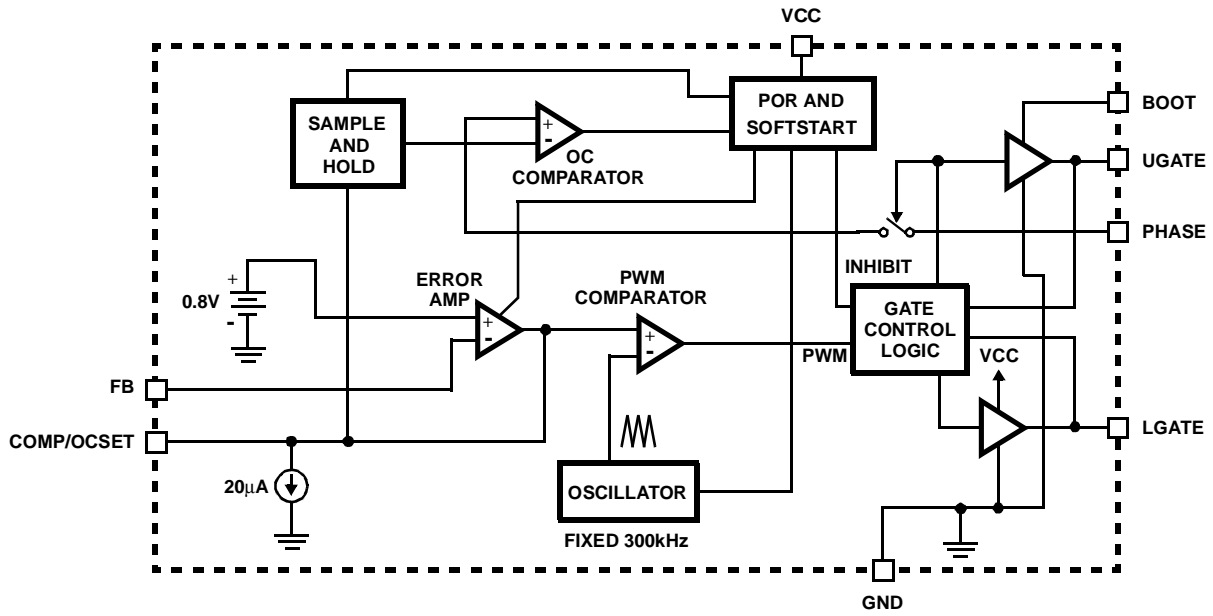 VCC
POR AND
SOFTSTART
BOOT
SAMPLE
AND
HOLD
+
-
OC
COMPARATOR
UGATE
PHASE
INHIBIT
+
0.8V
-
ERROR
AMP
+
-
PWM
COMPARATOR
+
-
PWM
GATE
CONTROL
LOGIC
VCC
FB
COMP/OCSET
LGATE
20μA
OSCILLATOR
FIXED 300kHz
GND